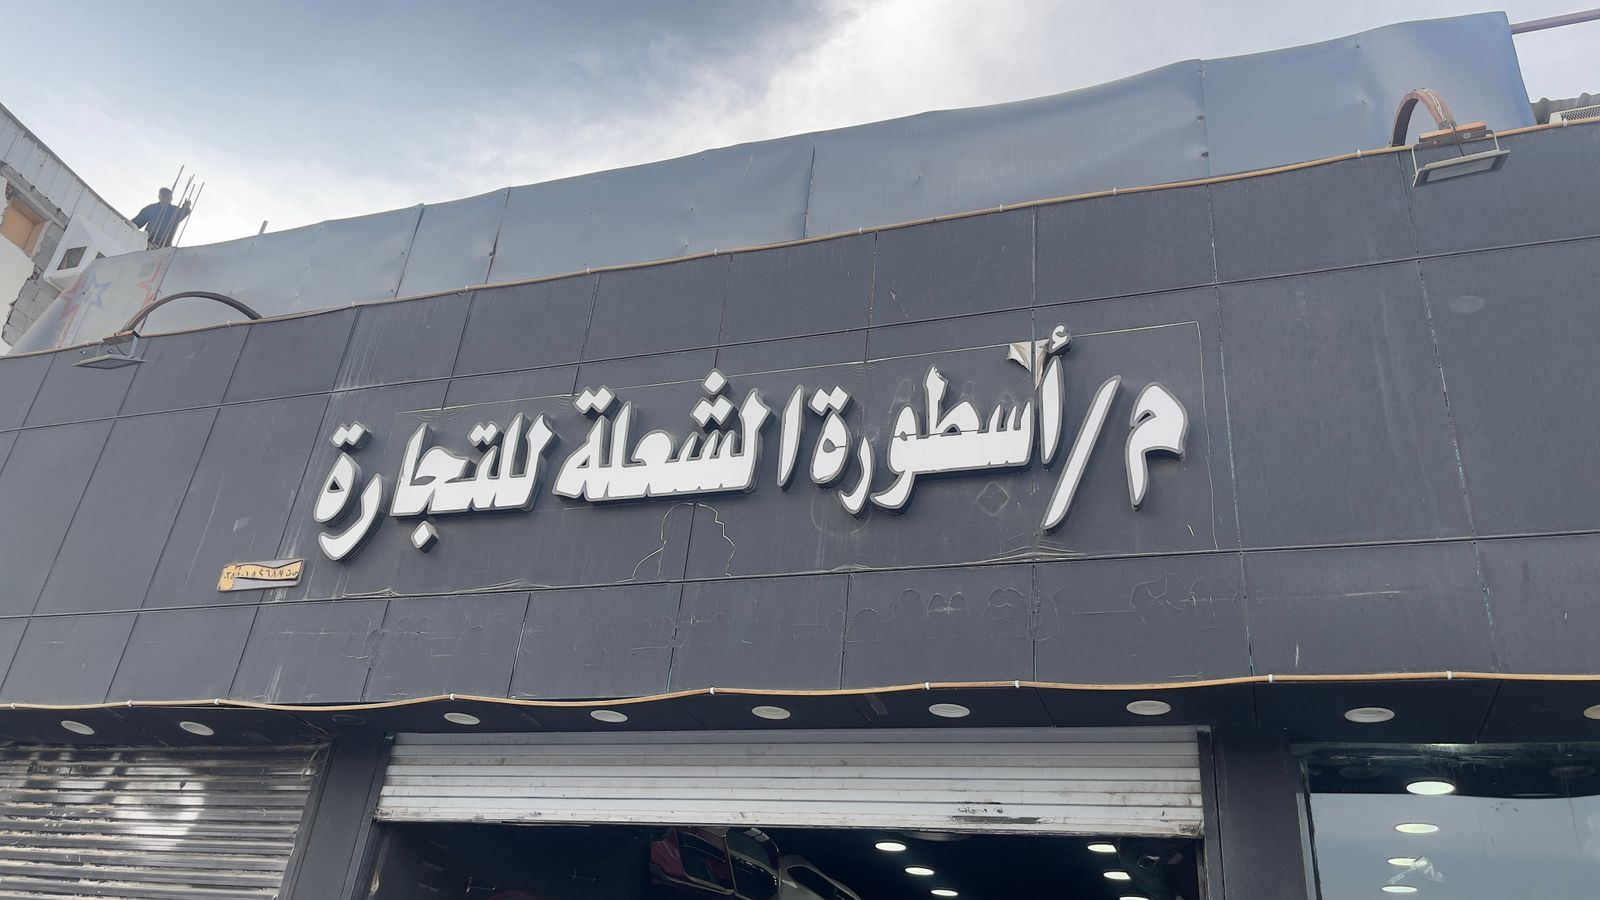 م/أسطورة الشعلة للتجارة